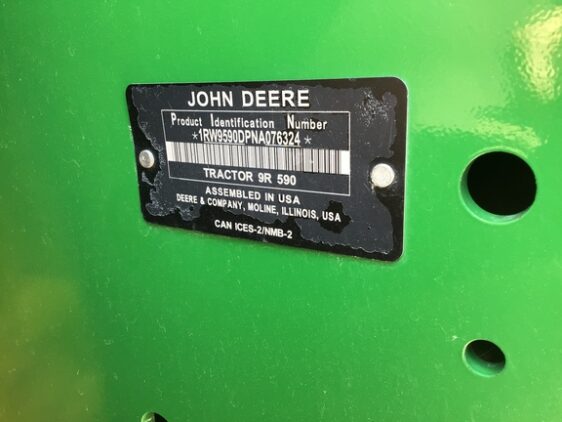 JOHN DEERE
Product Identification Number
*1RW9590DPNA076324*
TRACTOR 9R 590
ASSEMBLED IN USA
DEERE & COMPANY, MOLINE, ILLINOIS, USA
CAN ICES-2/NMB-2